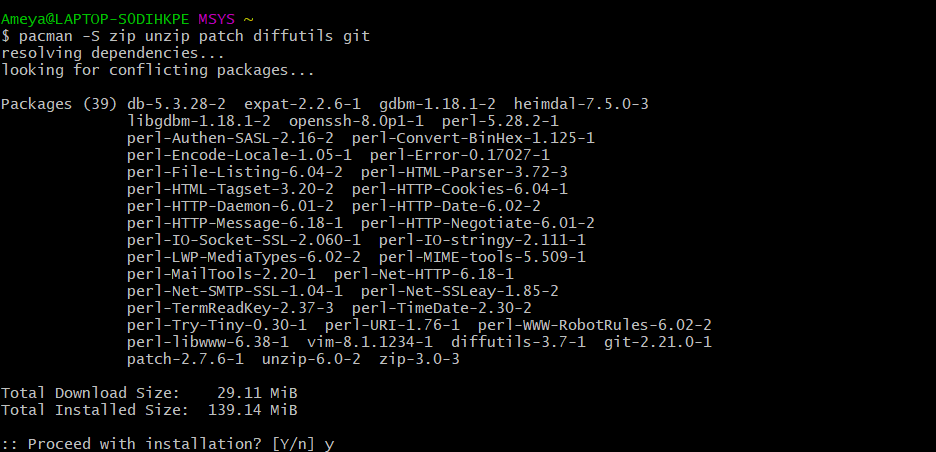 Ameya@LAPTOP-SODIHKPE MSYS ~
$ pacman -S zip unzip patch diffutils git
resolving dependencies...
looking for conflicting packages...
Packages (39) db-5.3.28-2  expat-2.2.6-1  gdbm-1.18.1-2  heimdal-7.5.0-3
libgdbm-1.18.1-2  openssh-8.0p1-1  perl-5.28.2-1
perl-Authen-SASL-2.16-2  perl-Convert-BinHex-1.125-1
perl-Encode-Locale-1.05-1  perl-Error-0.17027-1
perl-File-Listing-6.04-2  perl-HTML-Parser-3.72-3
perl-HTML-Tagset-3.20-2  perl-HTTP-Cookies-6.04-1
perl-HTTP-Daemon-6.01-2  perl-HTTP-Date-6.02-2
perl-HTTP-Message-6.18-1  perl-HTTP-Negotiate-6.01-2
perl-IO-Socket-SSL-2.060-1  perl-IO-stringy-2.111-1
perl-LWP-MediaTypes-6.02-2  perl-MIME-tools-5.509-1
perl-MailTools-2.20-1  perl-Net-HTTP-6.18-1
perl-Net-SMTP-SSL-1.04-1  perl-Net-SSLeay-1.85-2
perl-TermReadKey-2.37-3  perl-TimeDate-2.30-2
perl-Try-Tiny-0.30-1  perl-URI-1.76-1  perl-WWW-RobotRules-6.02-2
perl-libwww-6.38-1  vim-8.1.1234-1  diffutils-3.7-1  git-2.21.0-1
patch-2.7.6-1  unzip-6.0-2  zip-3.0-3
Total Download Size:    29.11 MiB
Total Installed Size:  139.14 MiB
:: Proceed with installation? [Y/n] y